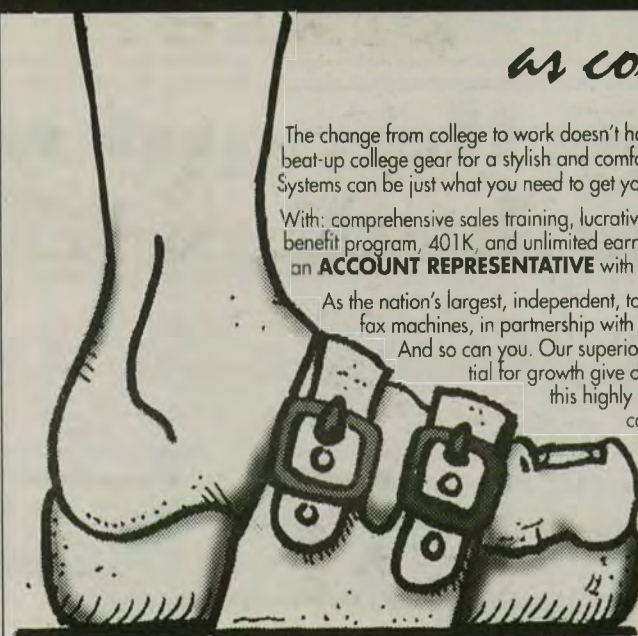 as co
The change from college to work doesn't ha
beat-up college gear for a stylish and comfo
Systems can be just what you need to get yo
With: comprehensive sales training, lucrativ
benefit program, 401K, and unlimited earn
an ACCOUNT REPRESENTATIVE with
As the nation's largest, independent, to
fax machines, in partnership with
And so can you. Our superio
tial for growth give o
this highly
co